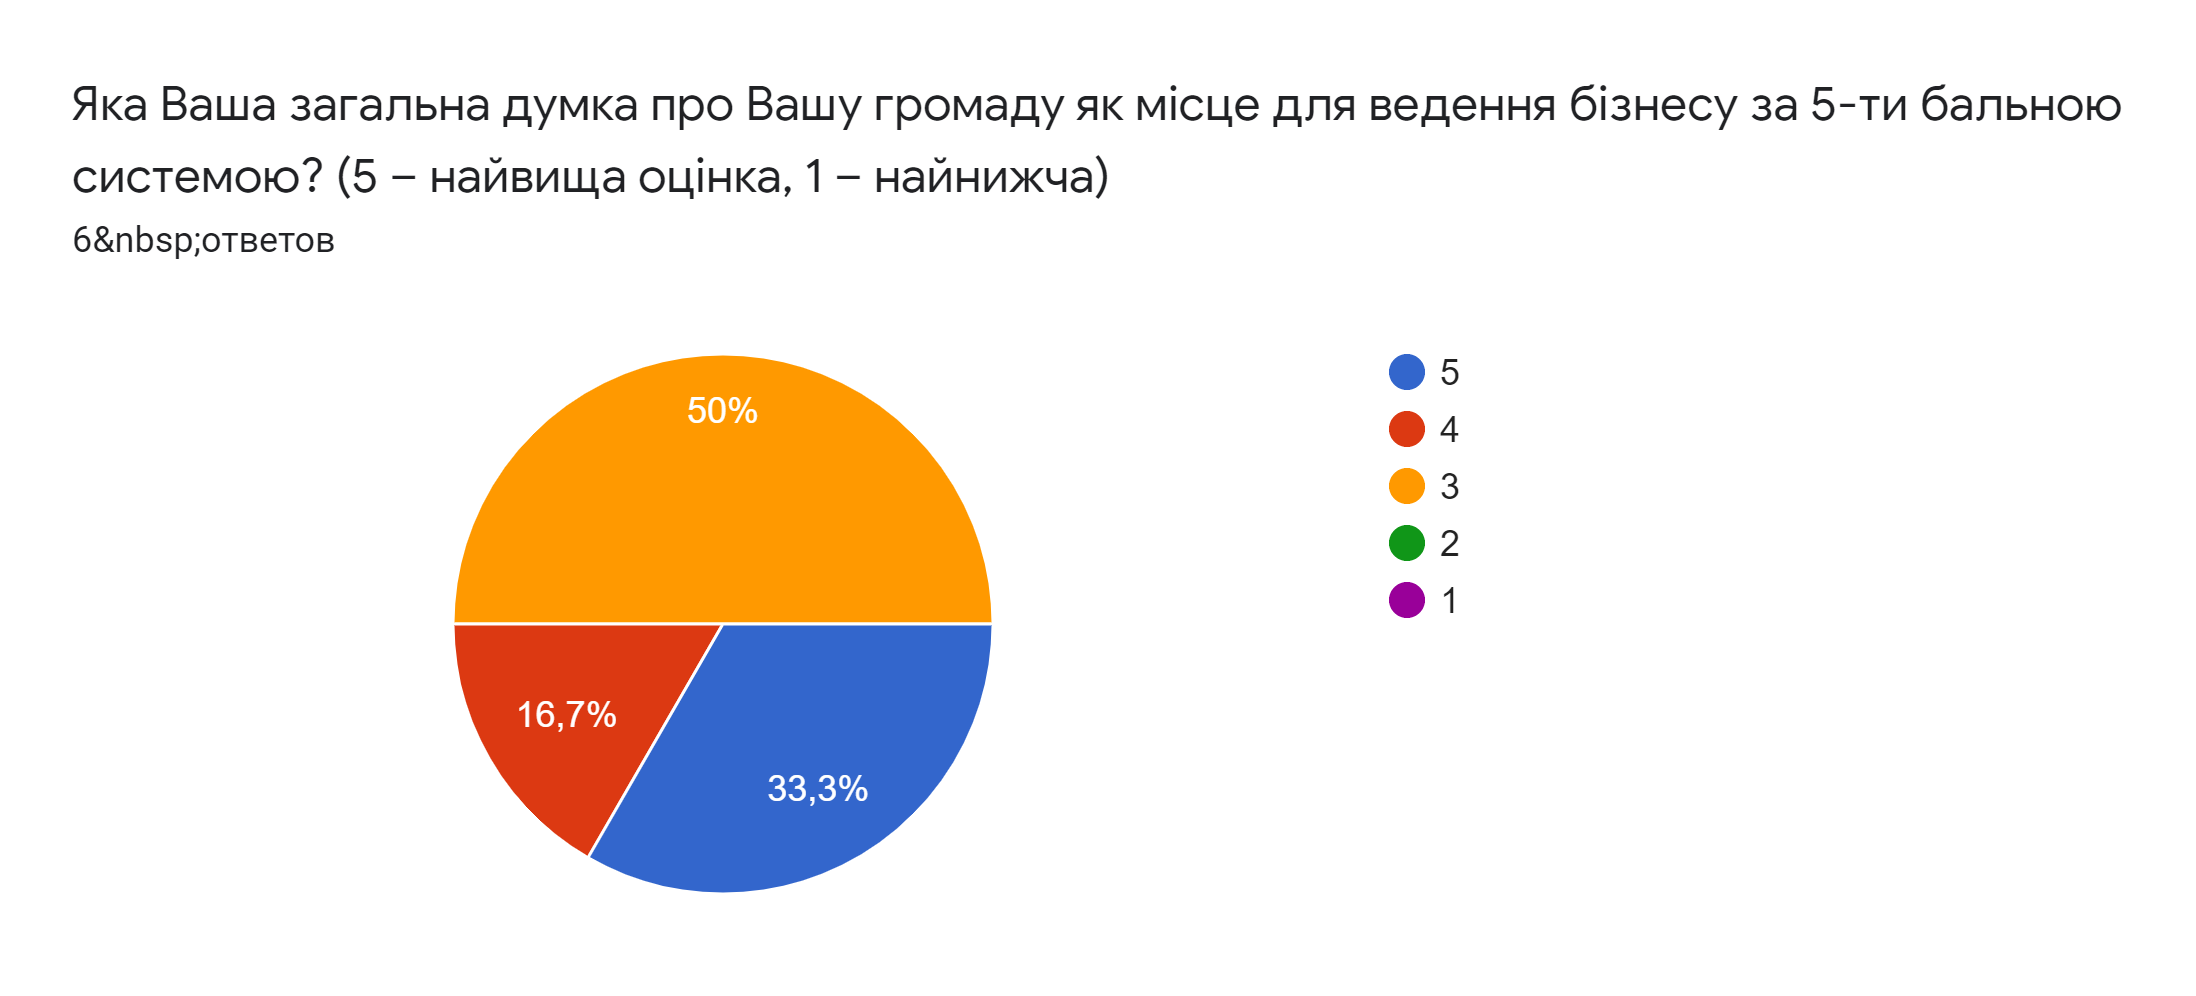 Яка Ваша загальна думка про Вашу громаду як місце для ведення бізнесу за 5-ти бальною
системою? (5 – найвища оцінка, 1 – найнижча)
6&nbsp;ответов
50%
16,7%
33,3%
5
4
3
2
1